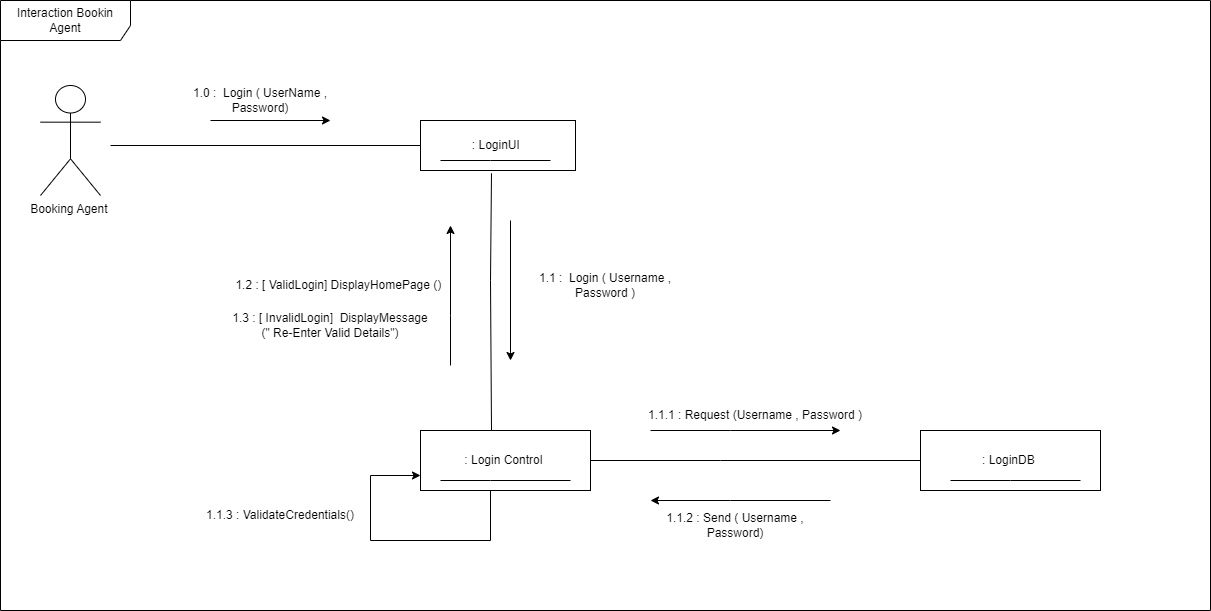 Interaction Bookin
Agent
1.0 :  Login ( UserName ,
Password)
: LoginUI
Booking Agent
1.2 : [ ValidLogin] DisplayHomePage ()
1.3 : [ InvalidLogin]  DisplayMessage
(" Re-Enter Valid Details")
1.1 :  Login ( Username ,
Password )
1.1.1 : Request (Username , Password )
: Login Control
: LoginDB
1.1.3 : ValidateCredentials()
1.1.2 : Send ( Username ,
Password)